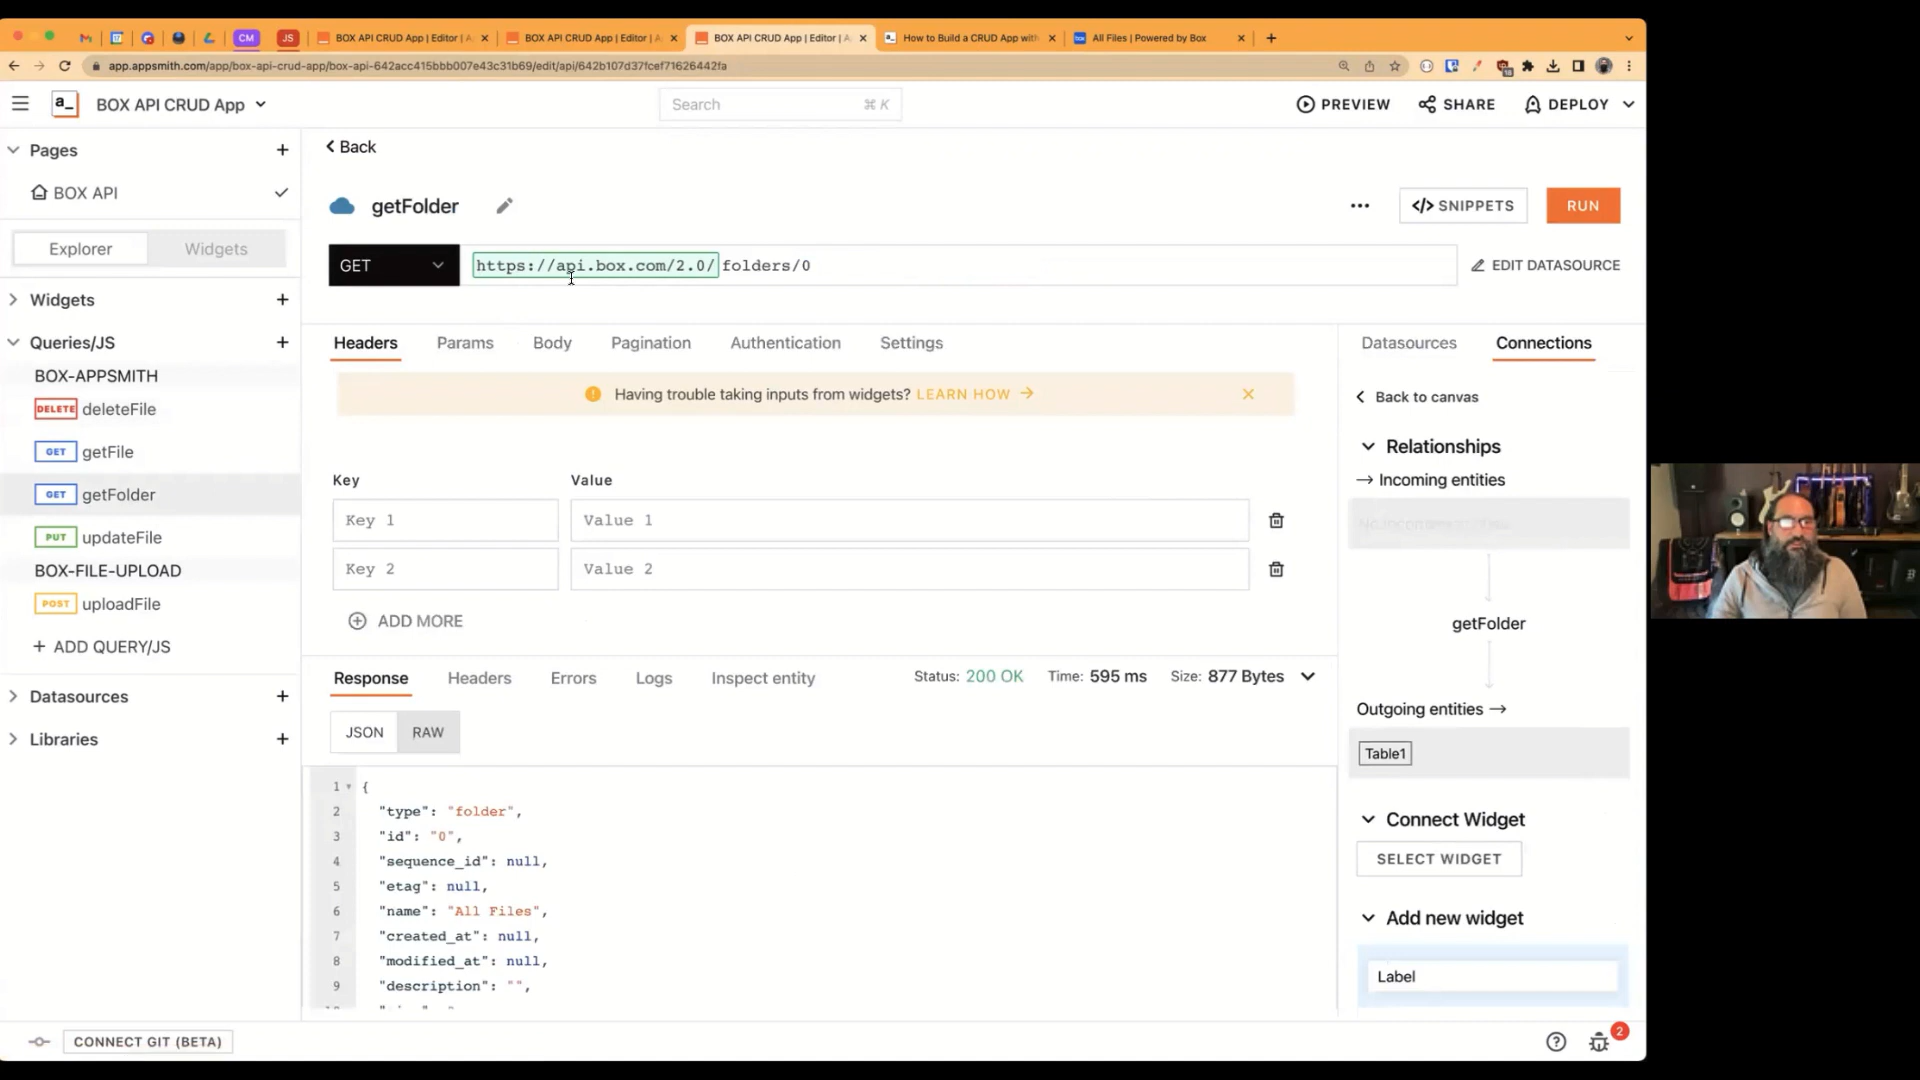 CM
JS
BOX API CRUD App | Editor | A
BOX API CRUD App | Editor | A
BOX API CRUD App | Editor | A
How to Build a CRUD App with
box
All Files | Powered by Box
app.appsmith.com/app/box-api-crud-app/box-api-642acc415bbb007e43c31b69/edit/api/642b107d37fcef71626442fa
a_
BOX API CRUD App
Search
⌘ K
PREVIEW
SHARE
DEPLOY
Pages
BOX API
Explorer
Widgets
Widgets
Queries/JS
BOX-APPSMITH
DELETE deleteFile
GET getFile
GET getFolder
PUT updateFile
BOX-FILE-UPLOAD
POST uploadFile
+ ADD QUERY/JS
Datasources
Libraries
CONNECT GIT (BETA)
Back
getFolder
</> SNIPPETS
RUN
GET
https://api.box.com/2.0/ folders/0
EDIT DATASOURCE
Headers
Params
Body
Pagination
Authentication
Settings
Having trouble taking inputs from widgets? LEARN HOW →
Key
Value
Key 1
Value 1
Key 2
Value 2
ADD MORE
Response
Headers
Errors
Logs
Inspect entity
Status: 200 OK
Time: 595 ms
Size: 877 Bytes
JSON
RAW
1 {
2 "type": "folder",
3 "id": "0",
4 "sequence_id": null,
5 "etag": null,
6 "name": "All Files",
7 "created_at": null,
8 "modified_at": null,
9 "description": "",
Datasources
Connections
Back to canvas
Relationships
→ Incoming entities
getFolder
Outgoing entities →
Table1
Connect Widget
SELECT WIDGET
Add new widget
Label
2